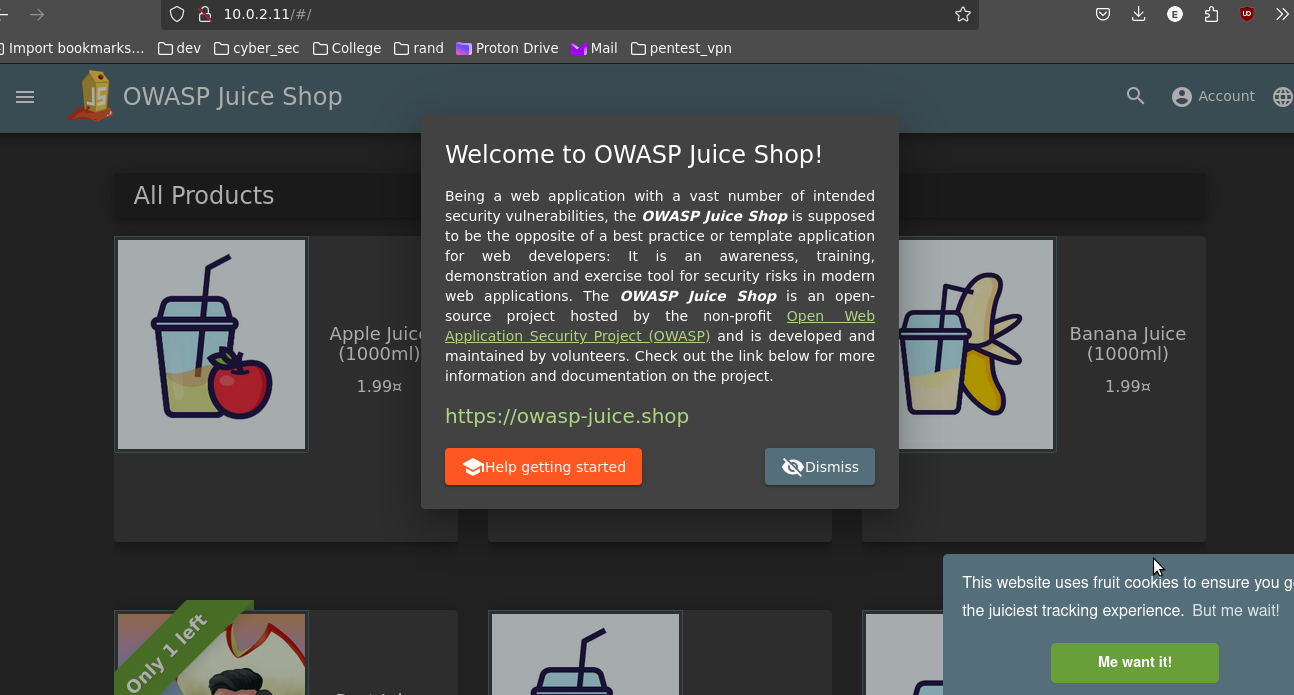 10.0.2.11/#/
Import bookmarks... dev cyber_sec College rand Proton Drive Mail pentest_vpn
JS OWASP Juice Shop Account
All Products
Welcome to OWASP Juice Shop!
Being a web application with a vast number of intended
security vulnerabilities, the OWASP Juice Shop is supposed
to be the opposite of a best practice or template application
for web developers: It is an awareness, training,
demonstration and exercise tool for security risks in modern
web applications. The OWASP Juice Shop is an open-
source project hosted by the non-profit Open Web
Application Security Project (OWASP) and is developed and
maintained by volunteers. Check out the link below for more
information and documentation on the project.
https://owasp-juice.shop
Help getting started
Dismiss
Apple Juice
(1000ml)
1.99¤
Banana Juice
(1000ml)
1.99¤
Only 1 left
This website uses fruit cookies to ensure you
the juiciest tracking experience. But me wait!
Me want it!